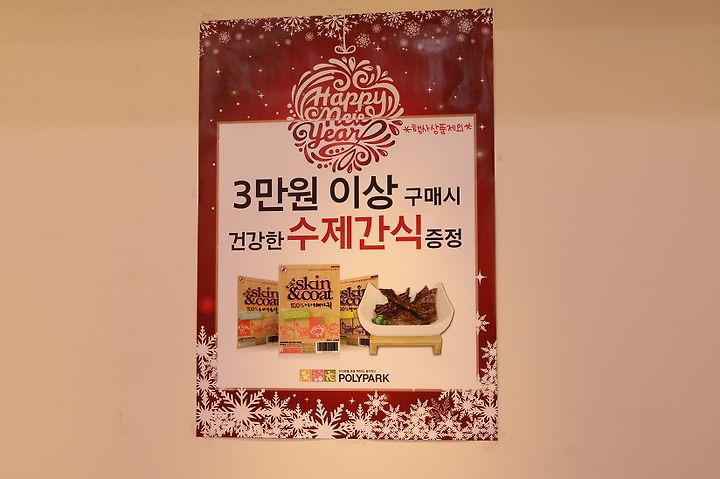 Happy
New
Year
*행사상품제외*
3만원 이상 구매시
건강한 수제간식 증정
skin
&coat
skin
&coat
100%
skin
&coat
POLYPARK